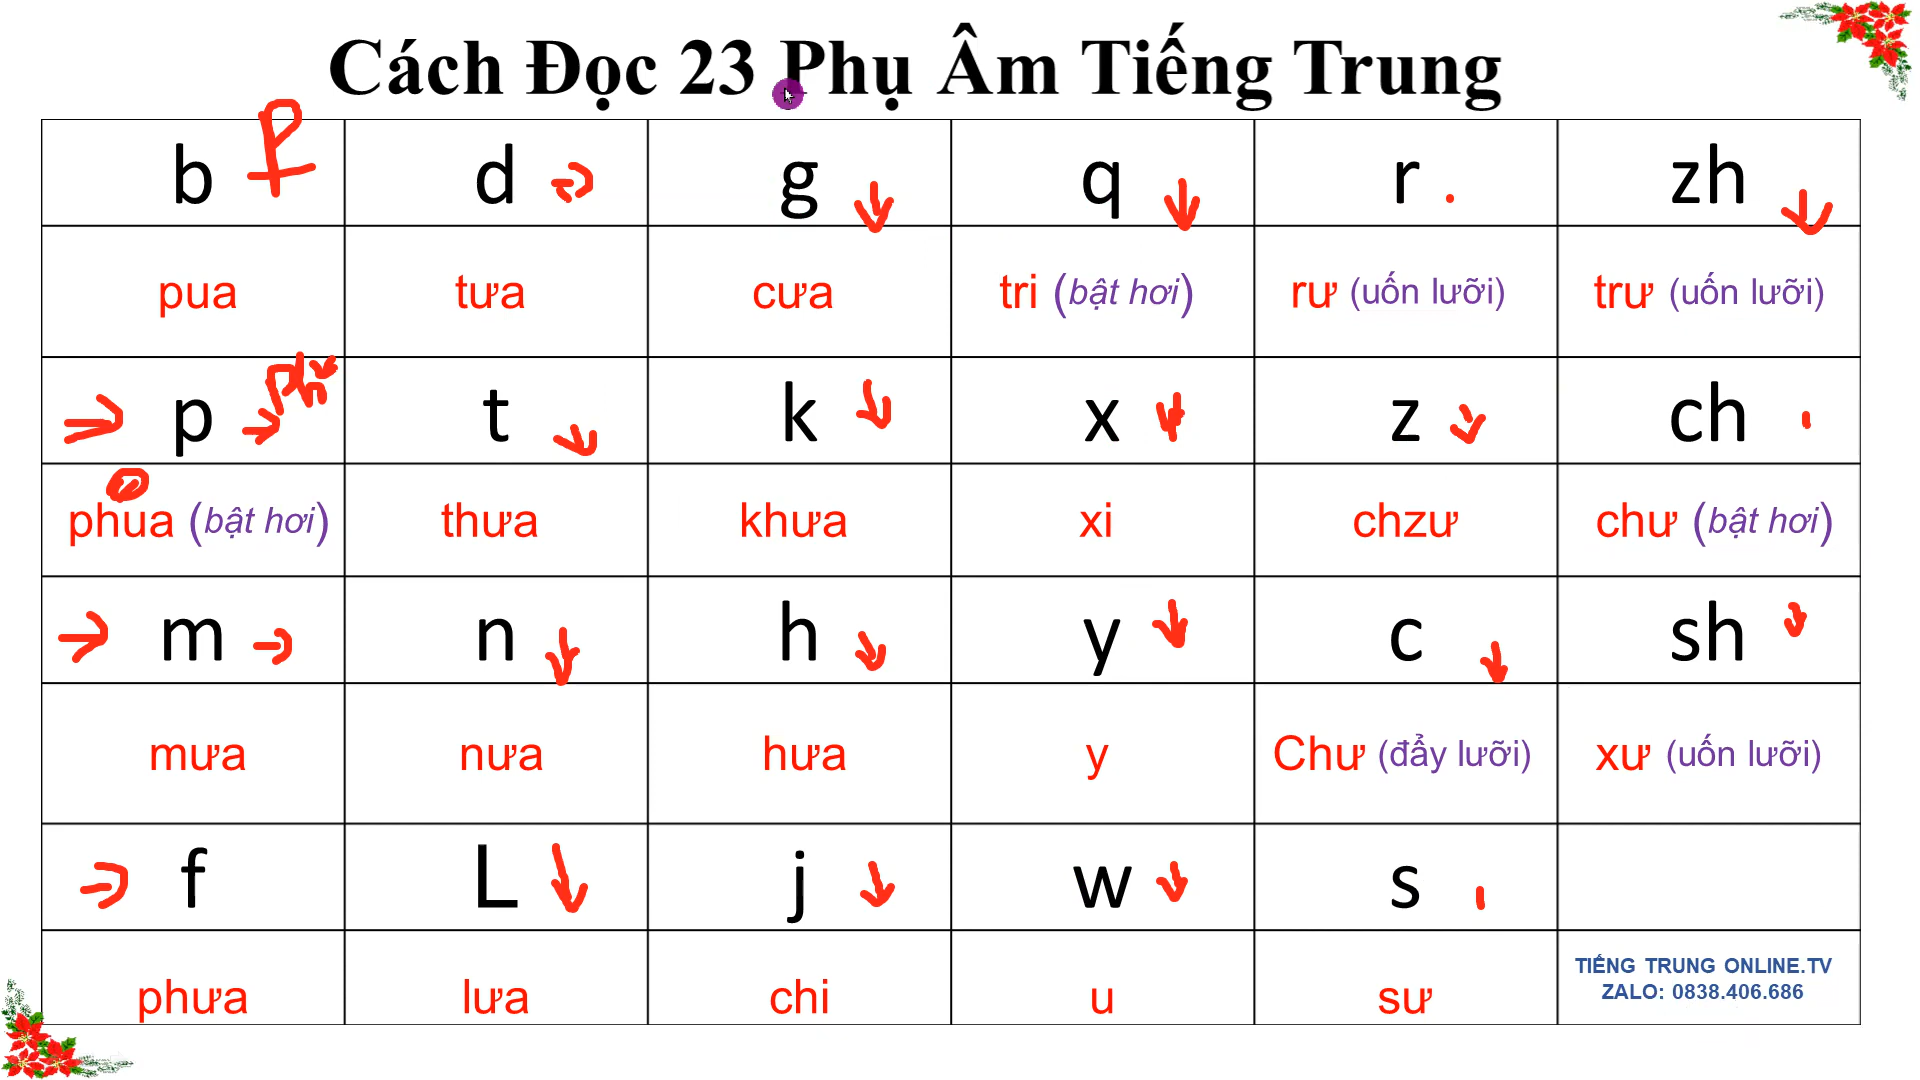 Cách Đọc 23 Phụ Âm Tiếng Trung
b d g q r zh
pua tưa cưa tri (bật hơi) rư (uốn lưỡi) trư (uốn lưỡi)
p ph t k x z ch
phua (bật hơi) thưa khưa xi chzư chư (bật hơi)
m n h y c sh
mưa nưa hưa y Chư (đẩy lưỡi) xư (uốn lưỡi)
f L j w s
phưa lưa chi u sư
TIẾNG TRUNG ONLINE.TV
ZALO: 0838.406.686